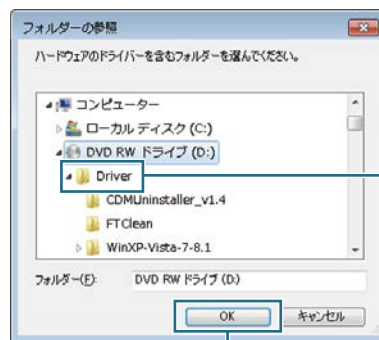 フォルダーの参照
ハードウェアのドライバーを含むフォルダーを選んでください。
コンピューター
ローカル ディスク (C:)
DVD RW ドライブ (D:)
Driver
CDMUninstaller_v1.4
FTClean
WinXP-Vista-7-8.1
フォルダー(F): DVD RW ドライブ (D:)
OK キャンセル